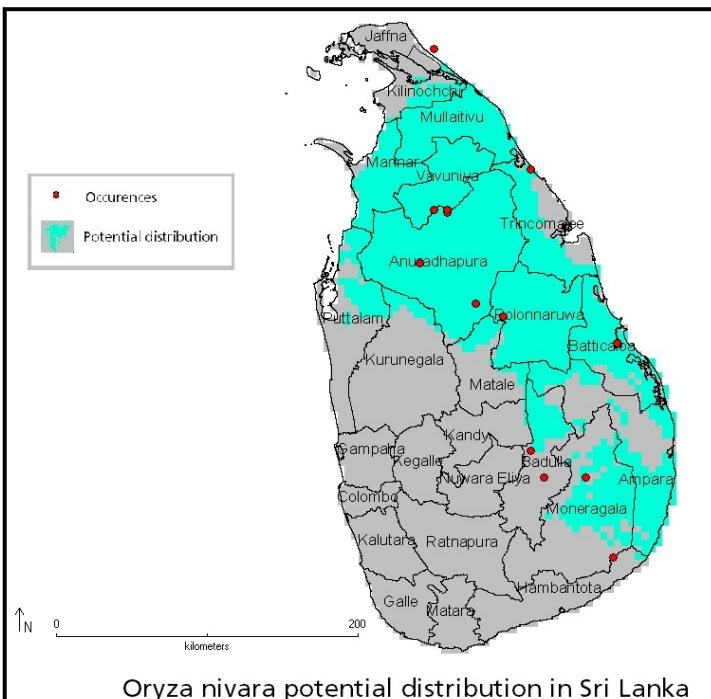 Jaffna
Kilinochchi
Mullaitivu
Mannar
Vavuniya
Occurences
Potential distribution
Trincomalee
Anuradhapura
Puttalam
Polonnaruwa
Batticaloa
Kurunegala
Matale
Kandy
Gampaha
Kegalle
Badulla
Nuwara Eliya
Ampara
Colombo
Moneragala
Kalutara
Ratnapura
Hambantota
Galle
Matara
N
0
200
kilometers
Oryza nivara potential distribution in Sri Lanka